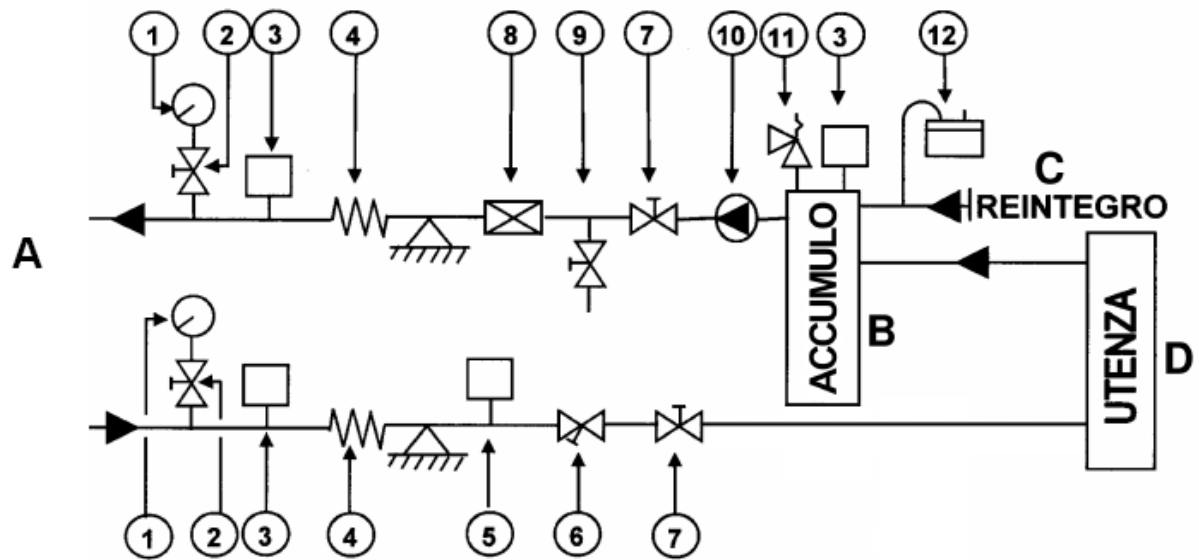 1 2 3 4 8 9 7 10 11 3 12
C
REINTEGRO
A
ACCUMULO
B
UTENZA
D
1 2 3 4 5 6 7